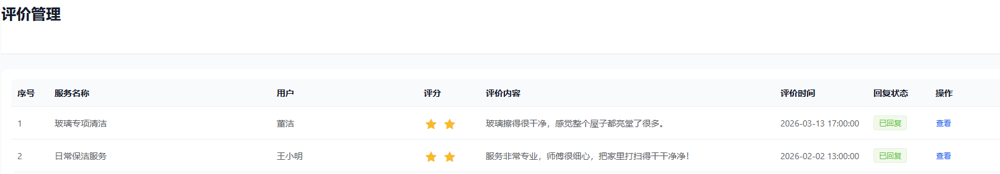 评价管理
序号 服务名称 用户 评分 评价内容 评价时间 回复状态 操作
1 玻璃专项清洁 董洁 玻璃擦得很干净，感觉整个屋子都亮堂了很多。 2026-03-13 17:00:00 已回复 查看
2 日常保洁服务 王小明 服务非常专业，师傅很细心，把家里打扫得干干净净！ 2026-02-02 13:00:00 已回复 查看